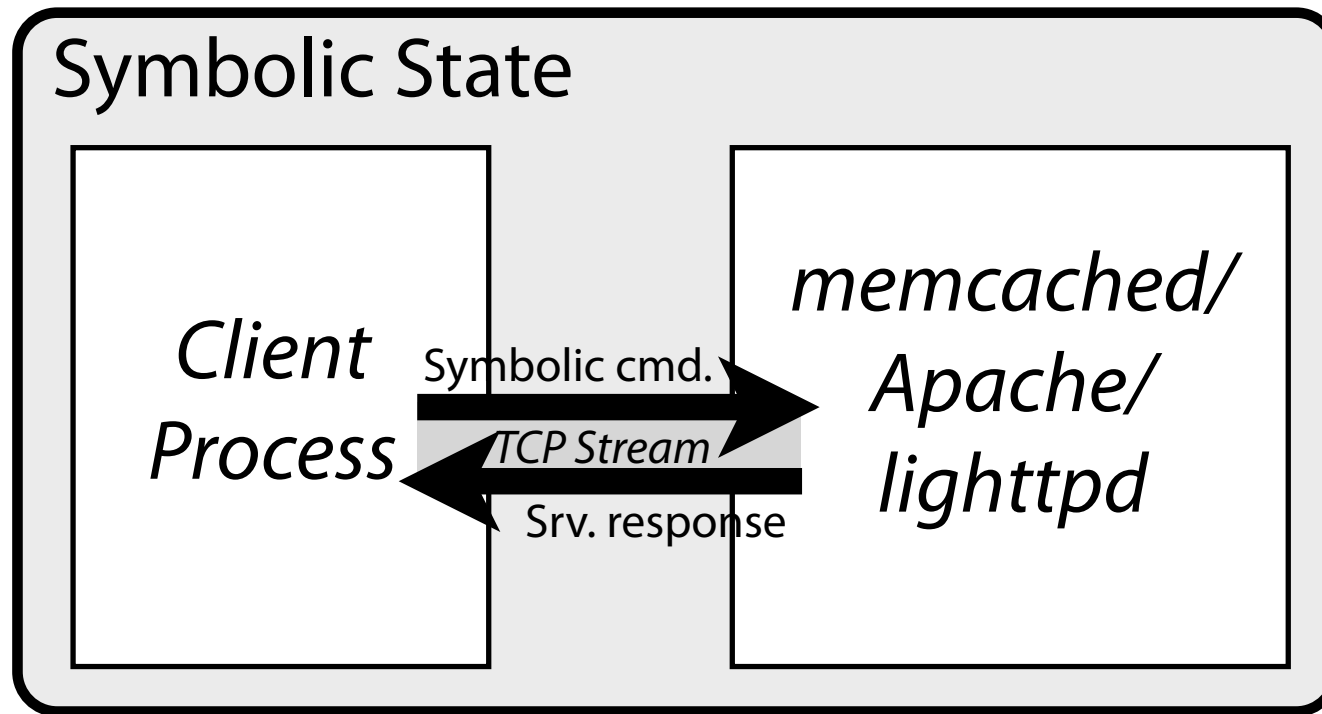 Symbolic State
Client
Process
Symbolic cmd.
TCP Stream
Srv. response
memcached/
Apache/
lighttpd